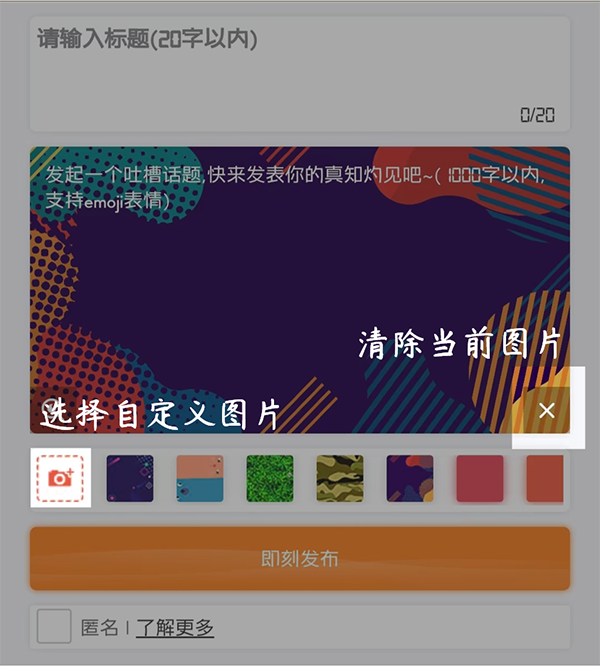 请输入标题(20字以内)
0/20
发起一个吐槽话题,快来发表你的真知灼见吧~( 1000字以内,
支持emoji表情)
清除当前图片
选择自定义图片
即刻发布
匿名 | 了解更多